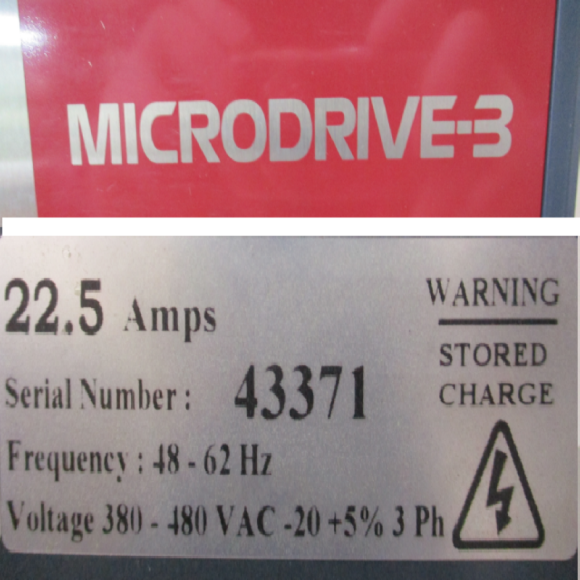 MICRODRIVE-3
22.5 Amps
WARNING
STORED
CHARGE
Serial Number : 43371
Frequency : 48 - 62 Hz
Voltage 380 - 480 VAC -20 +5% 3 Ph